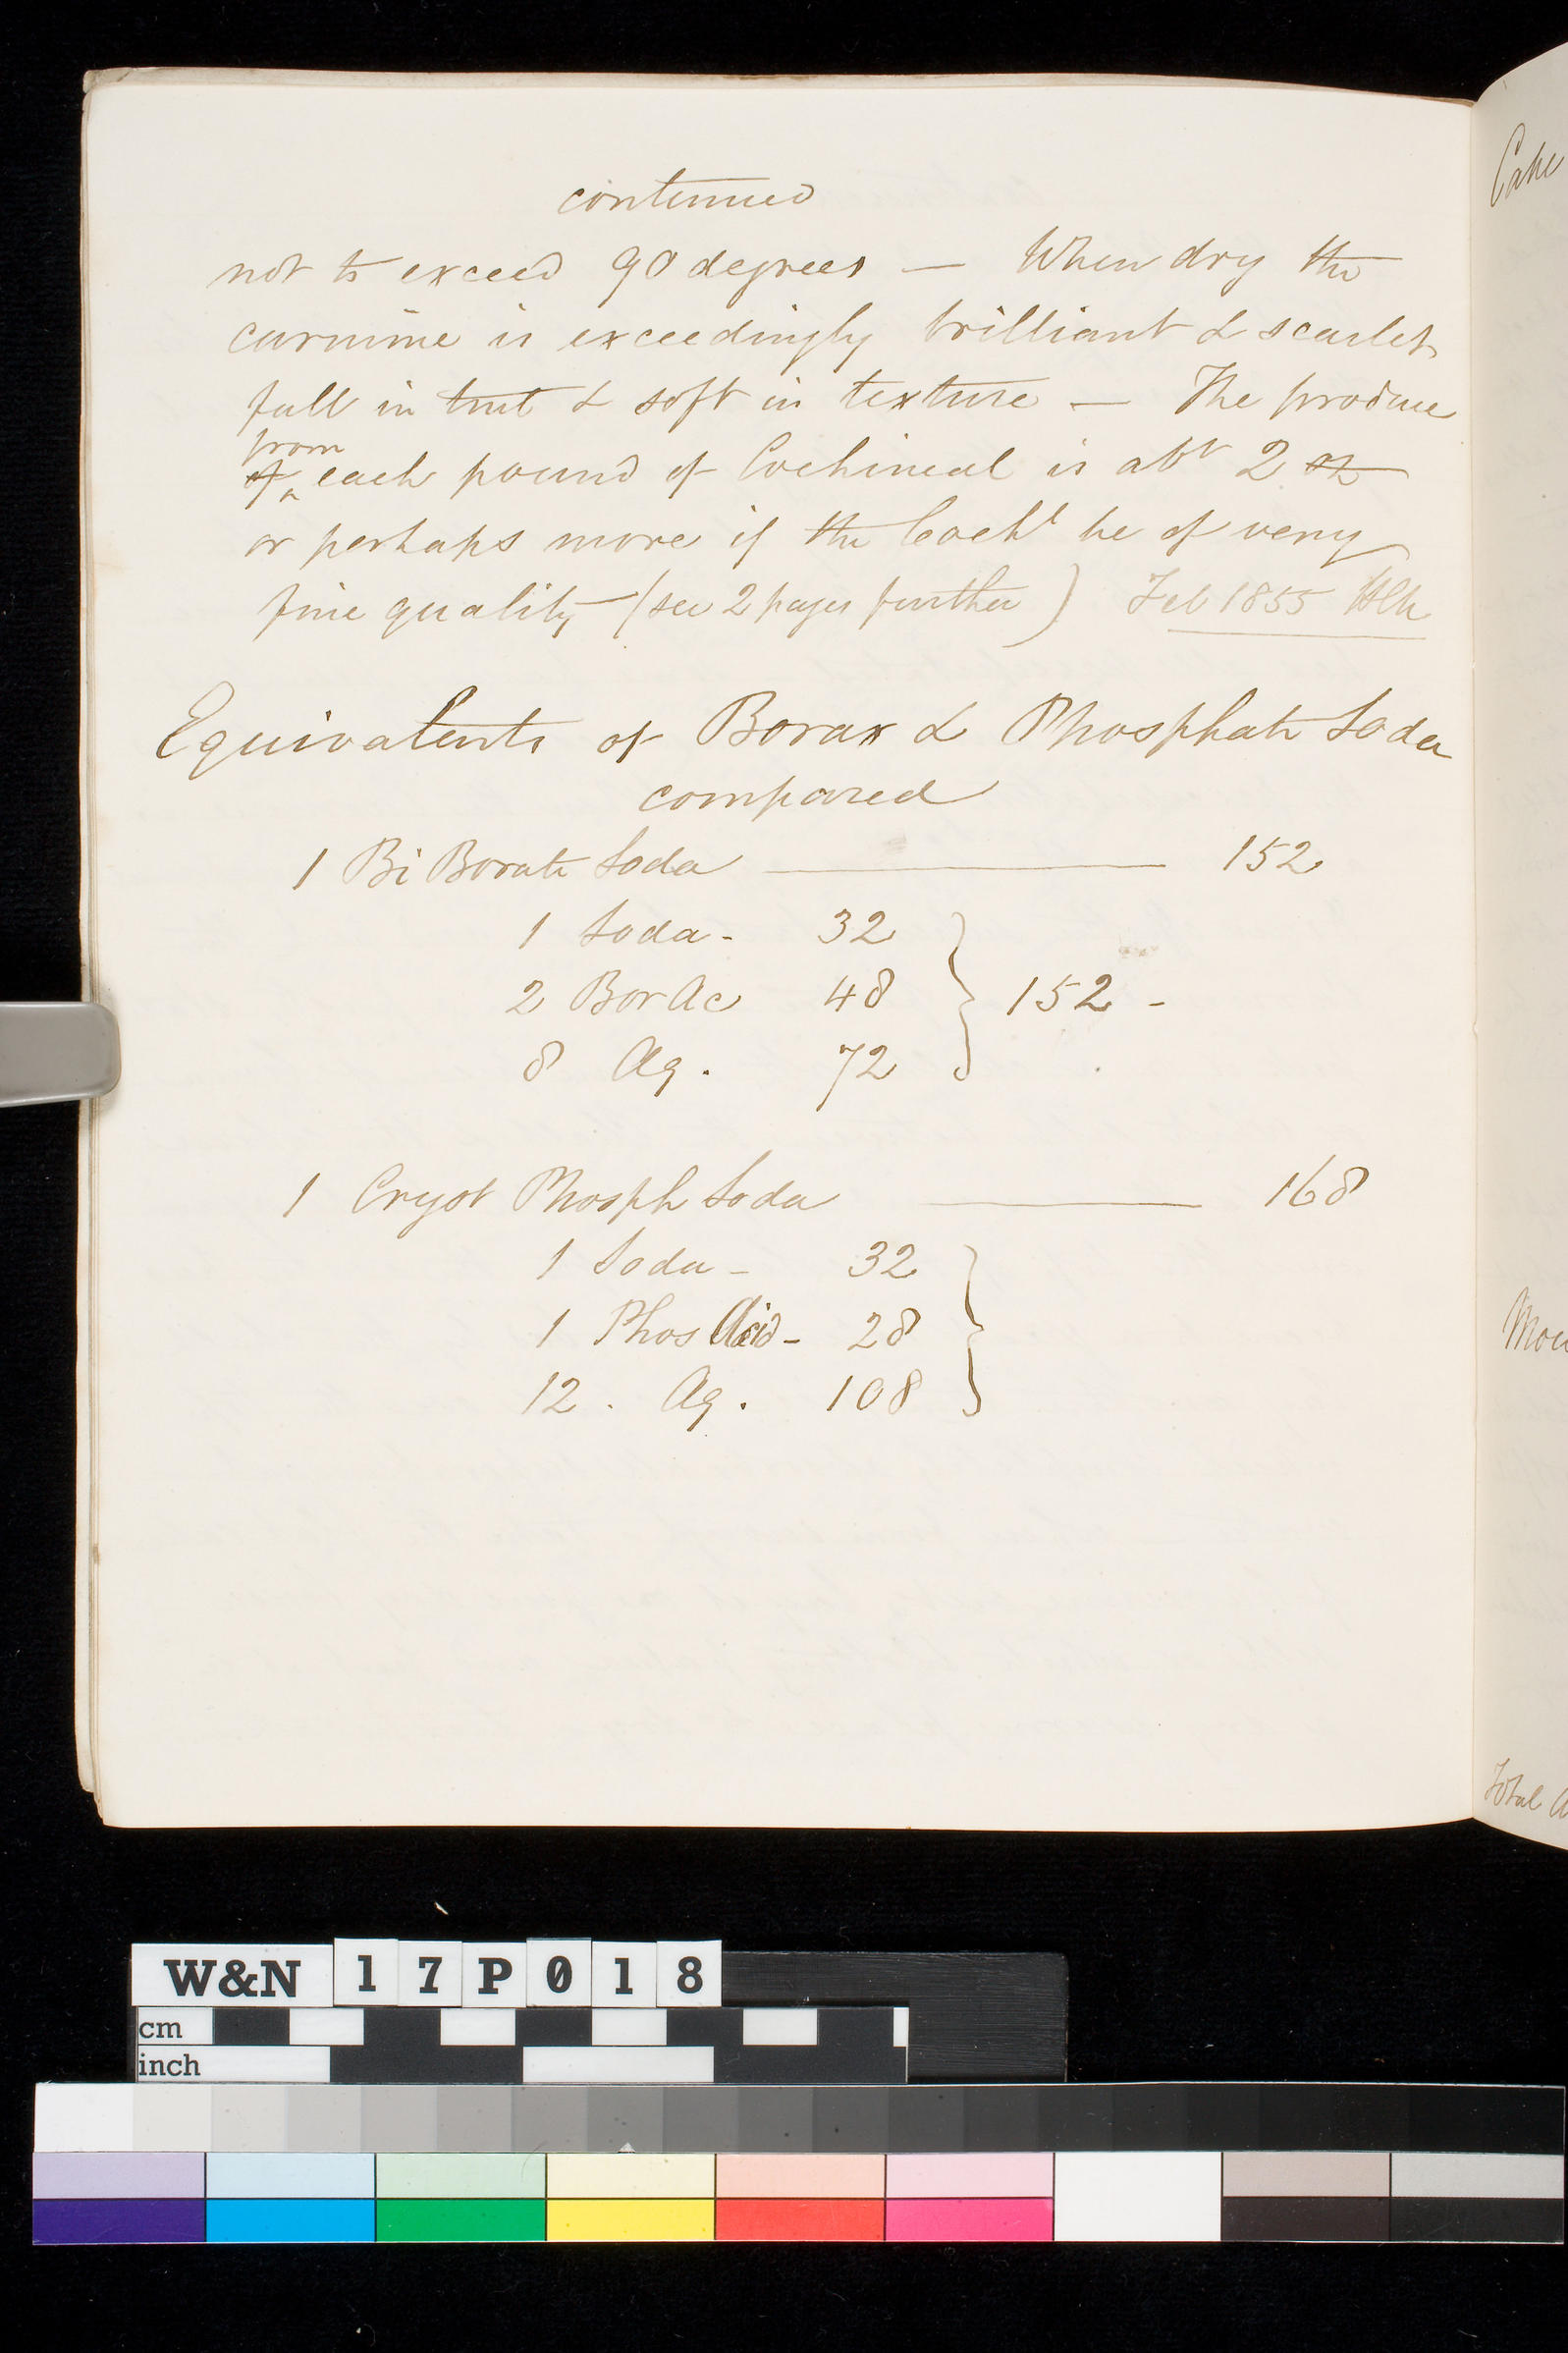 continued
not to exceed 90 degrees — When dry the
carmine is exceedingly brilliant & scarlet
full in tint & soft in texture — The produce
from
of ^ each pound of Cochineal is abt 2 oz
or perhaps more if the Cochl be of very
fine quality — (see 2 pages further) Feb 1855
Equivalents of Borax & Phosphate Soda
compared
1 Bi Borate Soda — 152
1 Soda - 32
2 Bor Ac 48 } 152 -
8 Aq. 72
1 Cryst Phosph Soda — 168
1 Soda - 32
1 Phos Acid - 28 }
12 . Aq. 108
Cake
Total
W&N 17P018
cm
inch